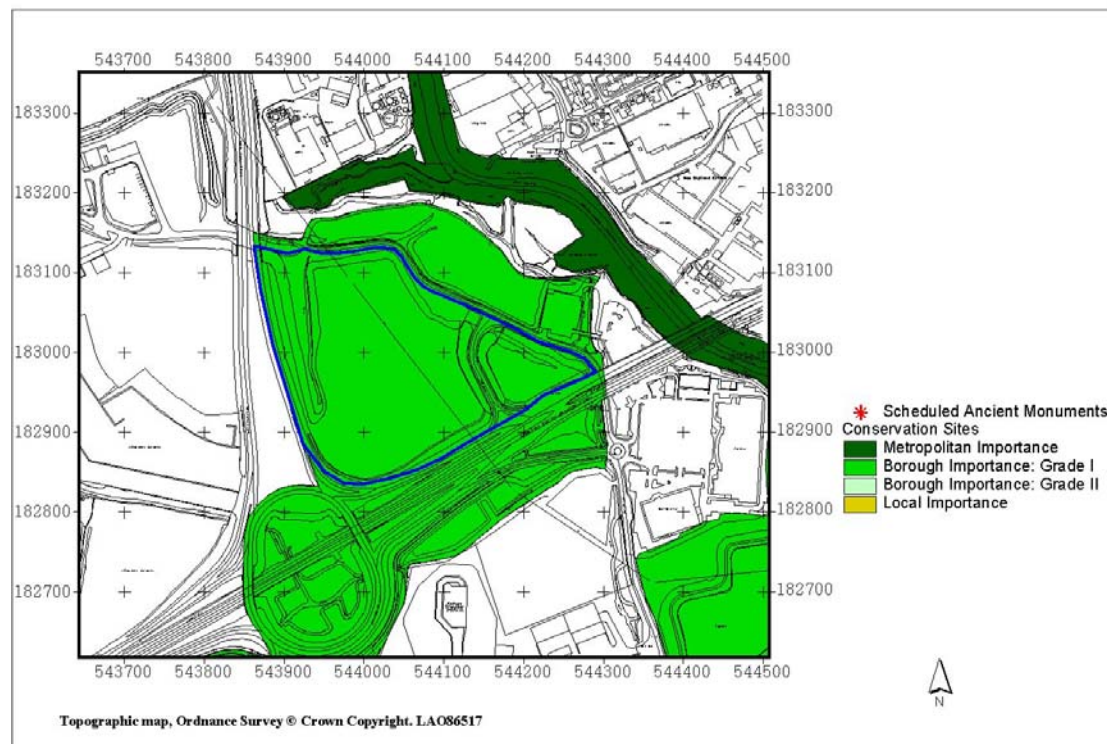 543700 543800 543900 544000 544100 544200 544300 544400 544500
183300 183300
183200 183200
183100 183100
183000 183000
182900 182900
182800 182800
182700 182700
543700 543800 543900 544000 544100 544200 544300 544400 544500
Scheduled Ancient Monuments
Conservation Sites
Metropolitan Importance
Borough Importance: Grade I
Borough Importance: Grade II
Local Importance
N
Topographic map, Ordnance Survey © Crown Copyright. LAO86517